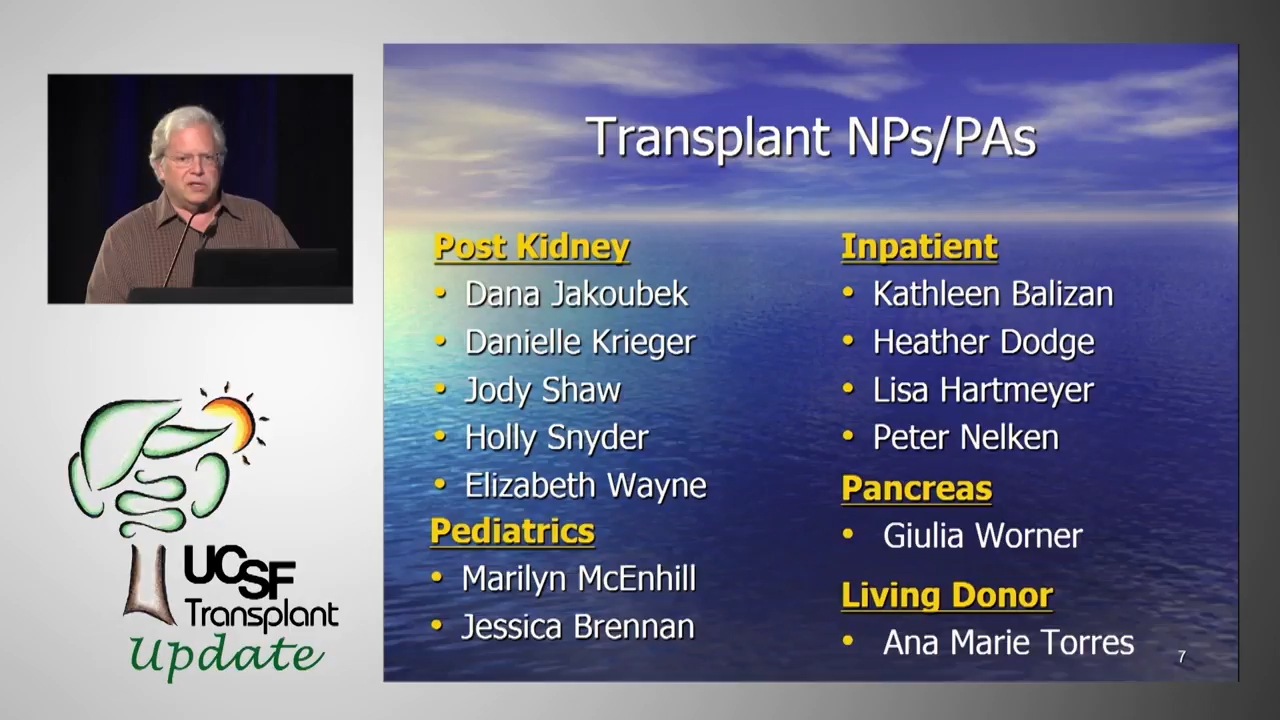 Transplant NPs/PAs
Post Kidney
• Dana Jakoubek
• Danielle Krieger
• Jody Shaw
• Holly Snyder
• Elizabeth Wayne
Pediatrics
• Marilyn McEnhill
• Jessica Brennan
Inpatient
• Kathleen Balizan
• Heather Dodge
• Lisa Hartmeyer
• Peter Nelken
Pancreas
• Giulia Worner
Living Donor
• Ana Marie Torres
7
UCSF
Transplant
Update